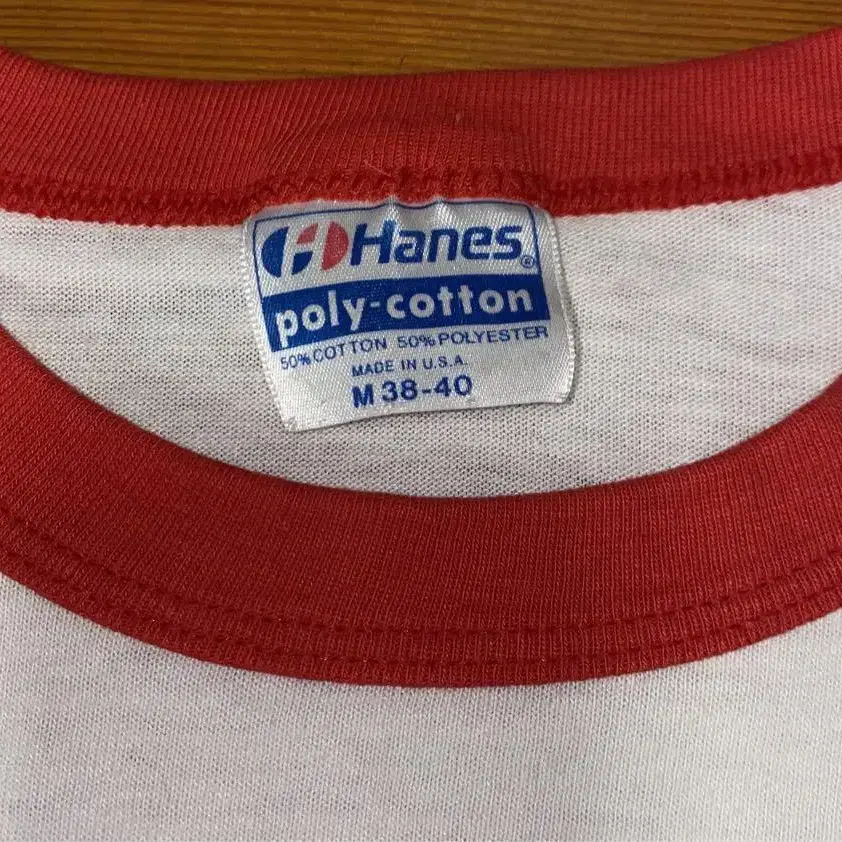 Hanes®
poly-cotton
50% COTTON 50% POLYESTER
MADE IN U.S.A.
M 38-40